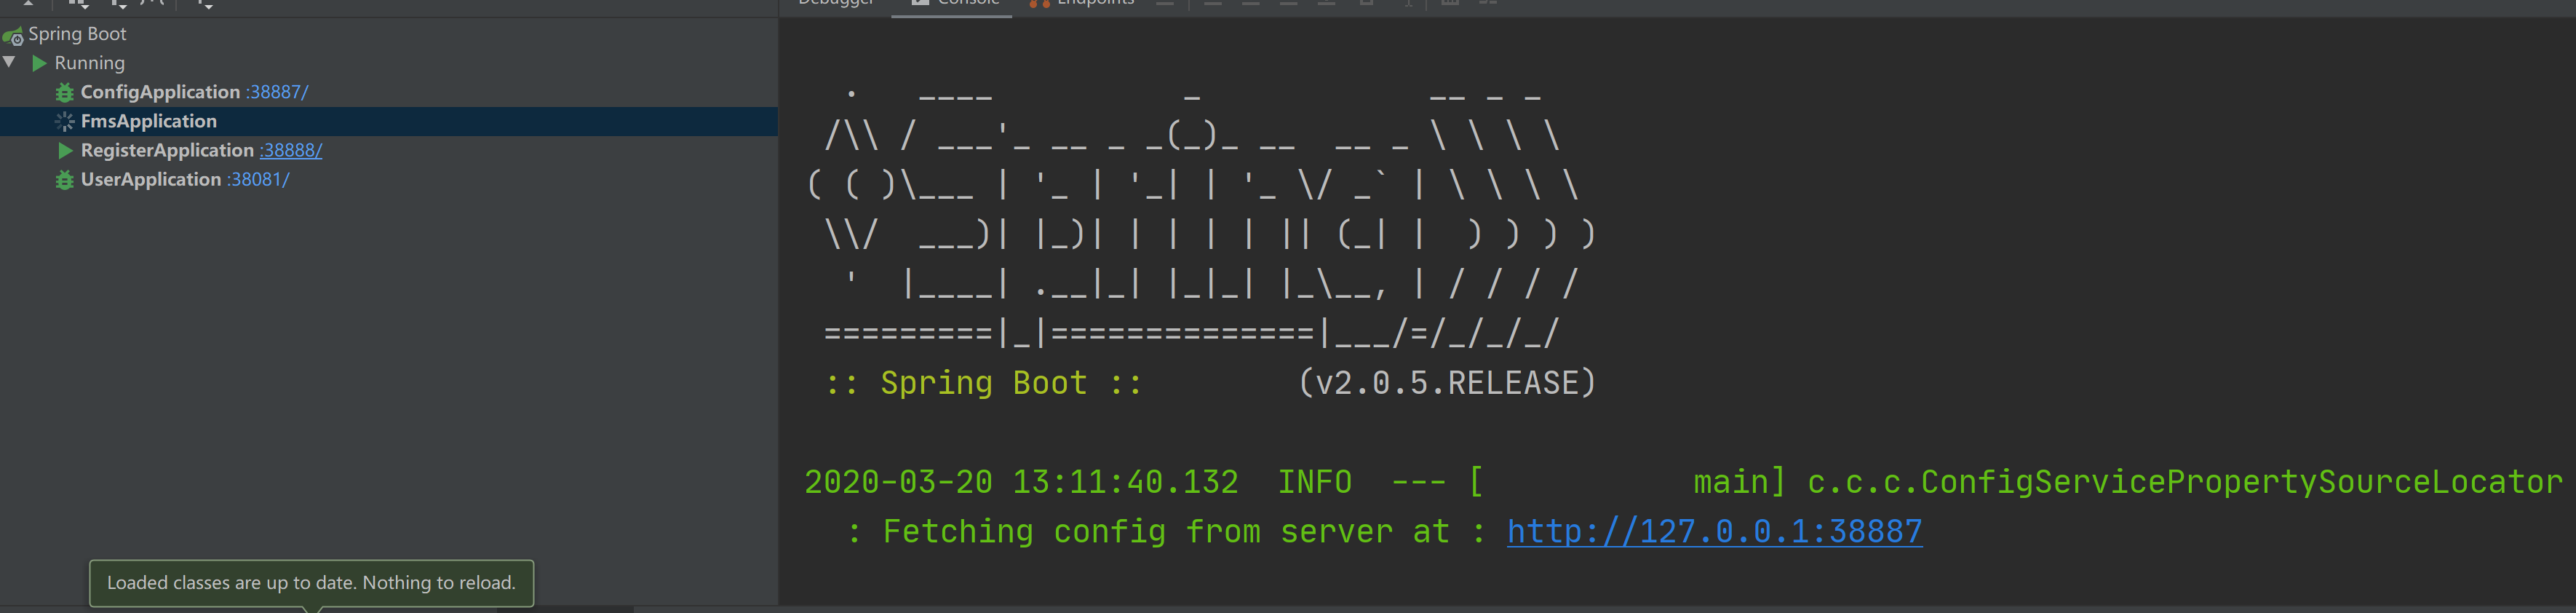 Debugger Console Endpoints
Spring Boot
Running
ConfigApplication :38887/
FmsApplication
RegisterApplication :38888/
UserApplication :38081/
  .   ____          _            __ _ _
 /\\ / ___'_ __ _ _(_)_ __  __ _ \ \ \ \
( ( )\___ | '_ | '_| | '_ \/ _` | \ \ \ \
 \\/  ___)| |_)| | | | | || (_| |  ) ) ) )
  '  |____| .__|_| |_|_| |_\__, | / / / /
 =========|_|==============|___/=/_/_/_/
 :: Spring Boot ::        (v2.0.5.RELEASE)
2020-03-20 13:11:40.132  INFO  --- [           main] c.c.c.ConfigServicePropertySourceLocator
  : Fetching config from server at : http://127.0.0.1:38887
Loaded classes are up to date. Nothing to reload.